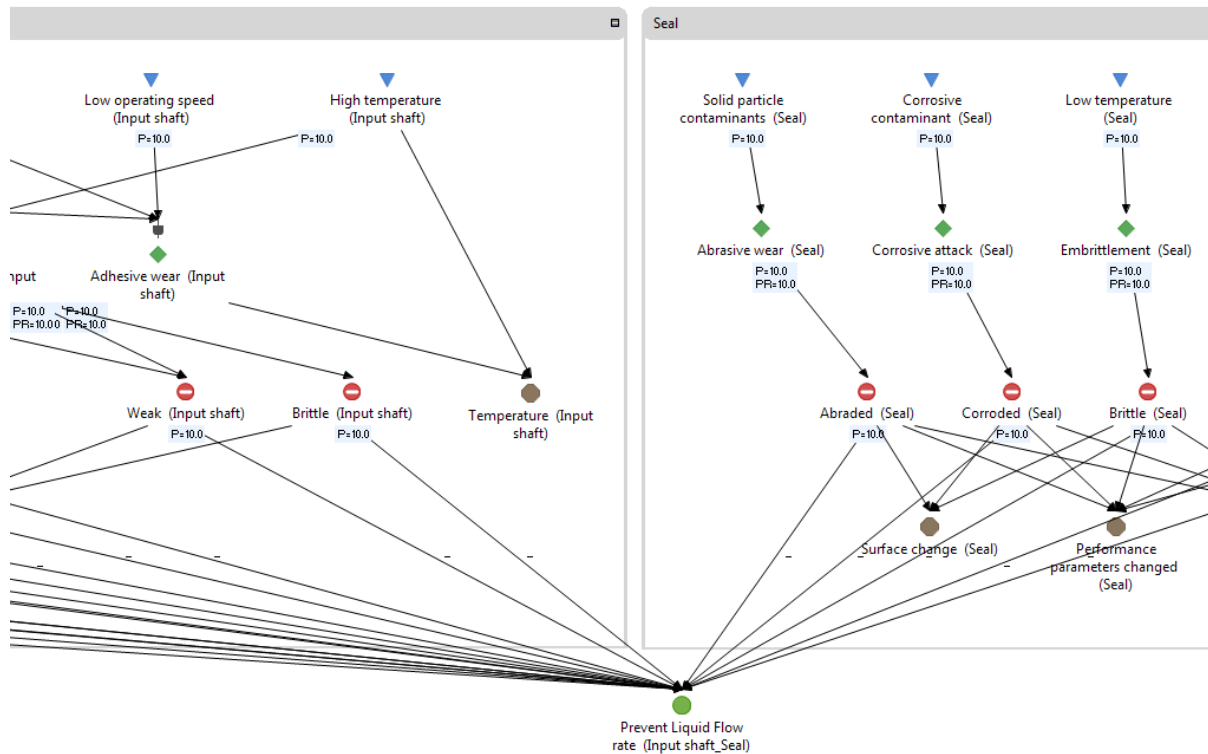 Seal
Low operating speed
(Input shaft)
P=10.0
High temperature
(Input shaft)
P=10.0
Solid particle
contaminants (Seal)
P=10.0
Corrosive
contaminant (Seal)
P=10.0
Low temperature
(Seal)
P=10.0
nput
Adhesive wear (Input
shaft)
P=10.0
PR=10.00
P=10.0
PR=10.0
Abrasive wear (Seal)
P=10.0
PR=10.0
Corrosive attack (Seal)
P=10.0
PR=10.0
Embrittlement (Seal)
P=10.0
PR=10.0
Weak (Input shaft)
P=10.0
Brittle (Input shaft)
P=10.0
Temperature (Input
shaft)
Abraded (Seal)
P=10.0
Corroded (Seal)
P=10.0
Brittle (Seal)
P=10.0
Surface change (Seal)
Performance
parameters changed
(Seal)
Prevent Liquid Flow
rate (Input shaft_Seal)